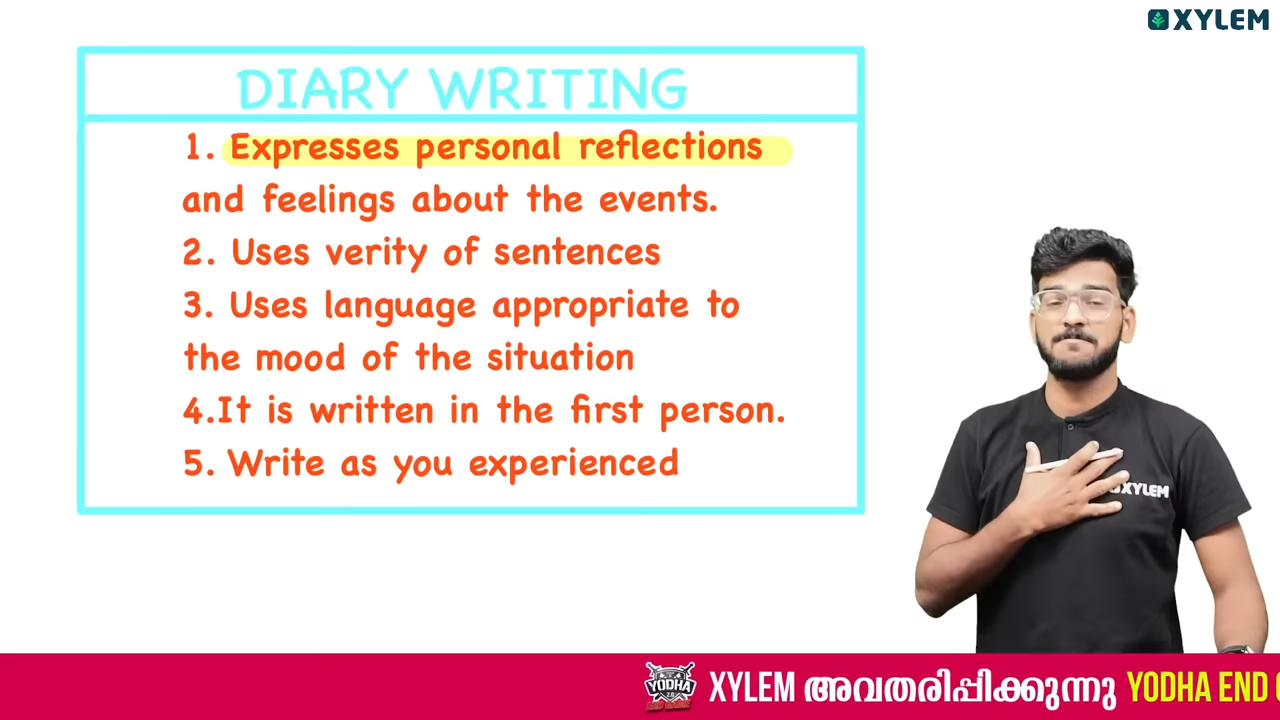 XYLEM
DIARY WRITING
1. Expresses personal reflections
and feelings about the events.
2. Uses verity of sentences
3. Uses language appropriate to
the mood of the situation
4.It is written in the first person.
5. Write as you experienced
XYLEM
YODHA
XYLEM അവതരിപ്പിക്കുന്നു YODHA END